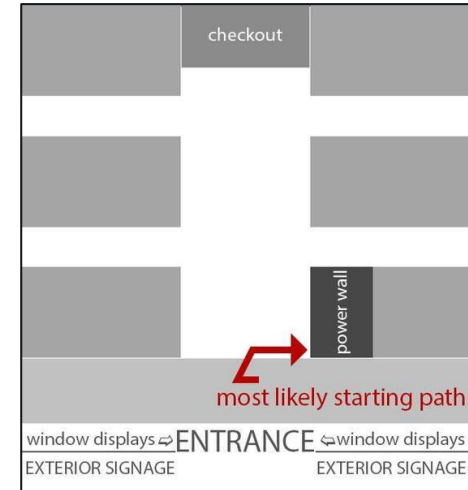 checkout
power wall
most likely starting path
window displays ⇨ ENTRANCE ⇦ window displays
EXTERIOR SIGNAGE EXTERIOR SIGNAGE